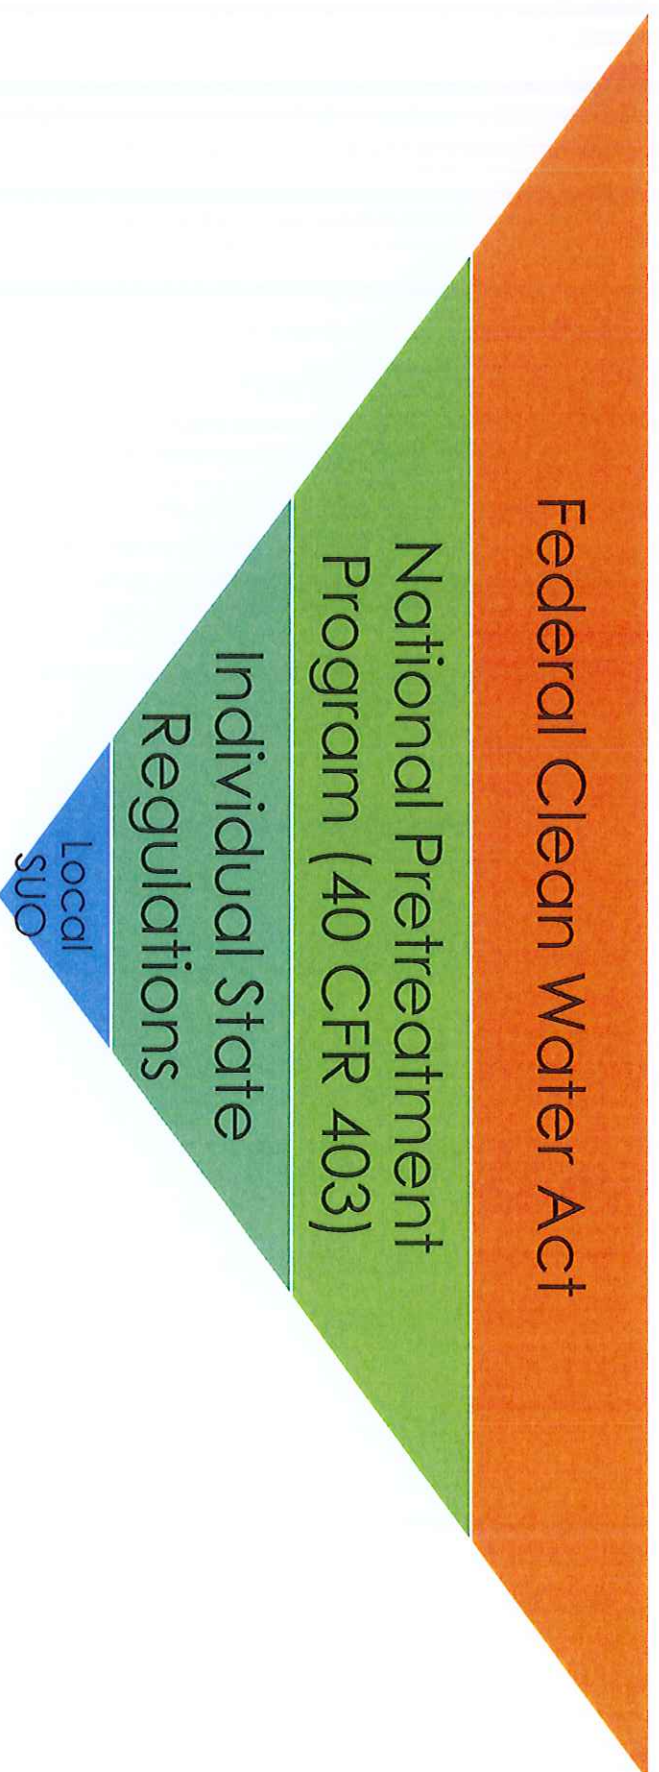 Federal Clean Water Act
National Pretreatment
Program (40 CFR 403)
Individual State
Regulations
Local
SUO